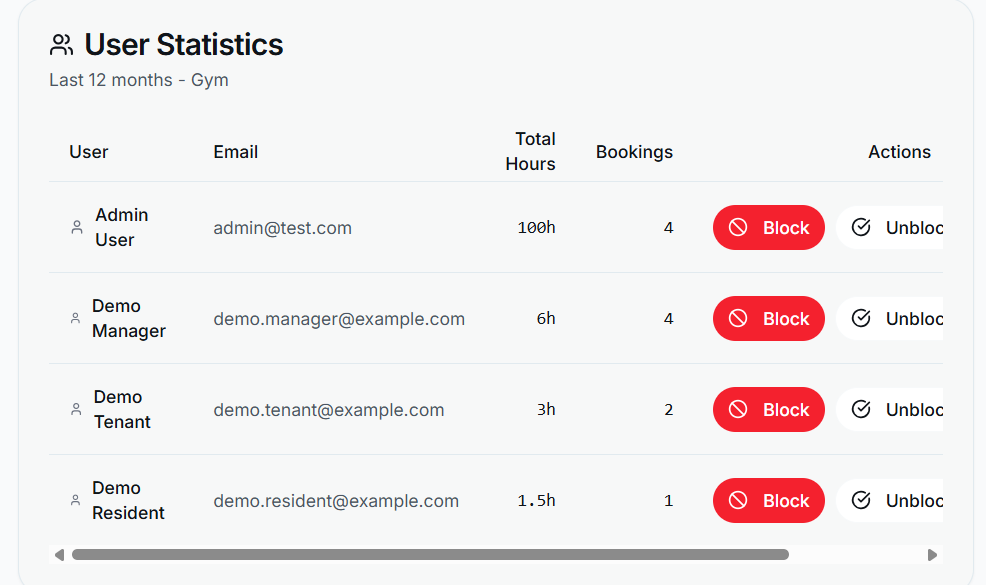 User Statistics
Last 12 months - Gym
User Email Total Hours Bookings Actions
Admin User admin@test.com 100h 4 Block Unbloc
Demo Manager demo.manager@example.com 6h 4 Block Unbloc
Demo Tenant demo.tenant@example.com 3h 2 Block Unbloc
Demo Resident demo.resident@example.com 1.5h 1 Block Unbloc